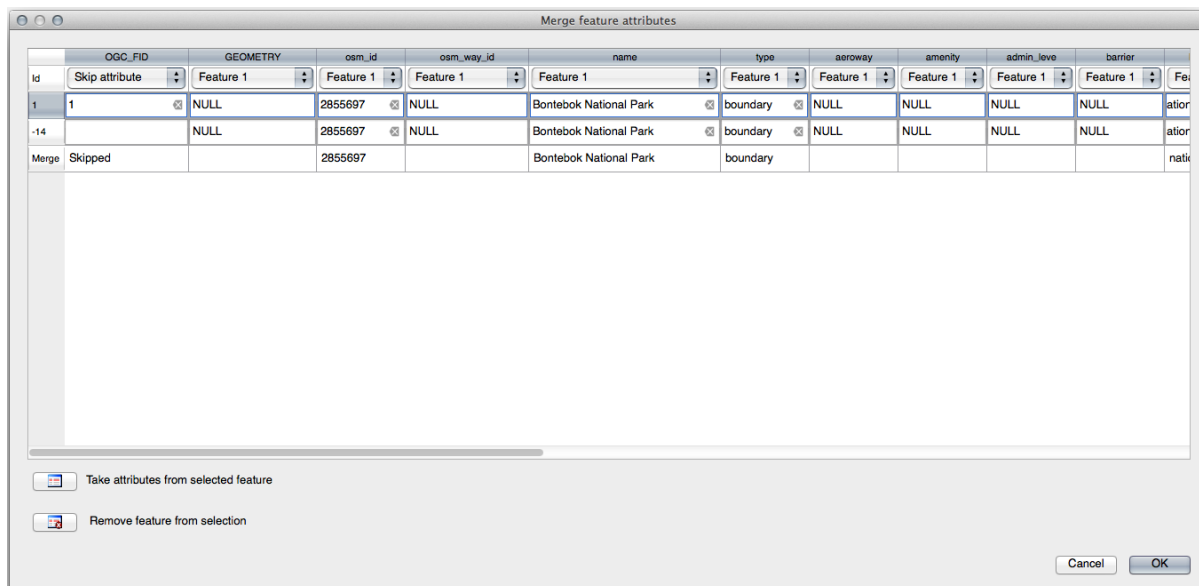 Merge feature attributes
OGC_FID GEOMETRY osm_id osm_way_id name type aeroway amenity admin_leve barrier
Id Skip attribute Feature 1 Feature 1 Feature 1 Feature 1 Feature 1 Feature 1 Feature 1 Feature 1 Feature 1 Fea
1 1 NULL 2855697 NULL Bontebok National Park boundary NULL NULL NULL NULL ation
-14 NULL 2855697 NULL Bontebok National Park boundary NULL NULL NULL NULL ation
Merge Skipped 2855697 Bontebok National Park boundary natio
Take attributes from selected feature
Remove feature from selection
Cancel OK